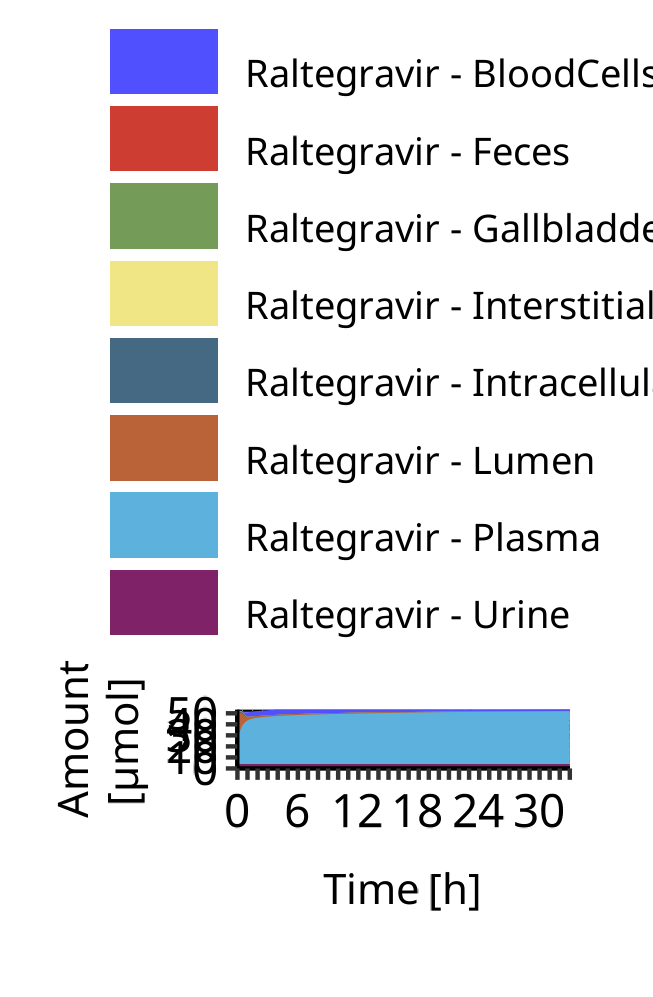 Raltegravir - BloodCells
Raltegravir - Feces
Raltegravir - Gallbladde
Raltegravir - Interstitial
Raltegravir - Intracellul
Raltegravir - Lumen
Raltegravir - Plasma
Raltegravir - Urine
Amount
[µmol]
50
40
30
20
10
0
0 6 12 18 24 30
Time [h]